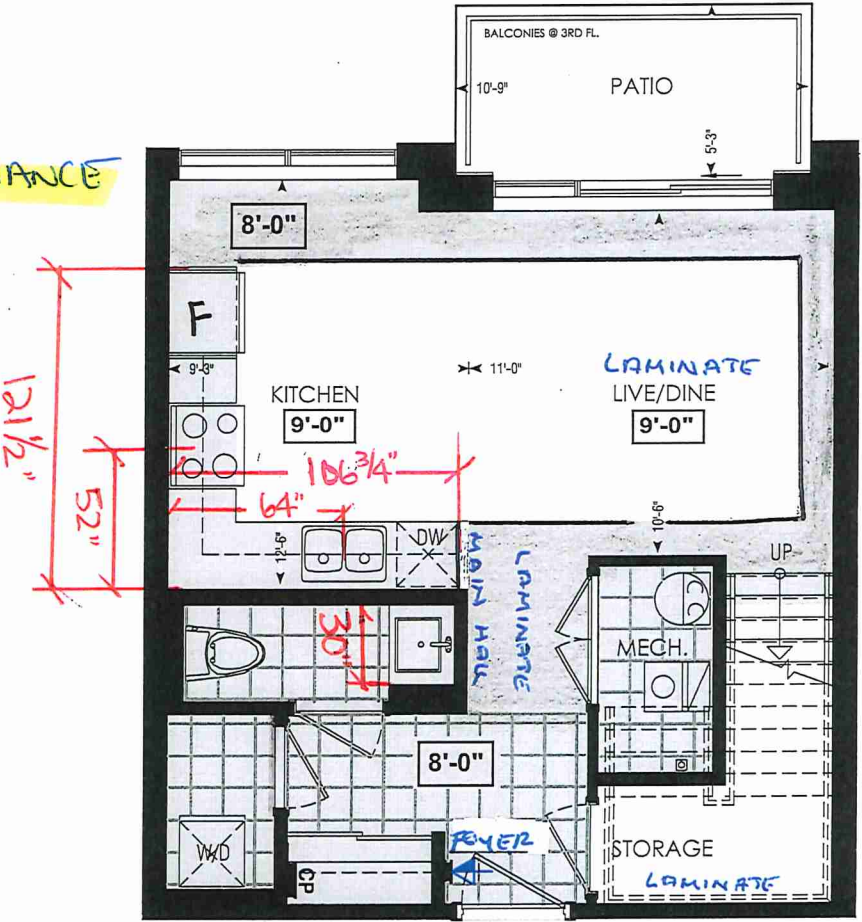 BALCONIES @ 3RD FL.
10'-9"
PATIO
5'-3"
8'-0"
F
9'-3"
11'-0"
LAMINATE
KITCHEN
LIVE/DINE
9'-0"
9'-0"
121 1/2"
52"
106 3/4"
64"
12'-6"
DW
10'-6"
UP
MAIN HALL
LAMINATE
30"
MECH.
8'-0"
W/D
CP
FOYER
STORAGE
LAMINATE